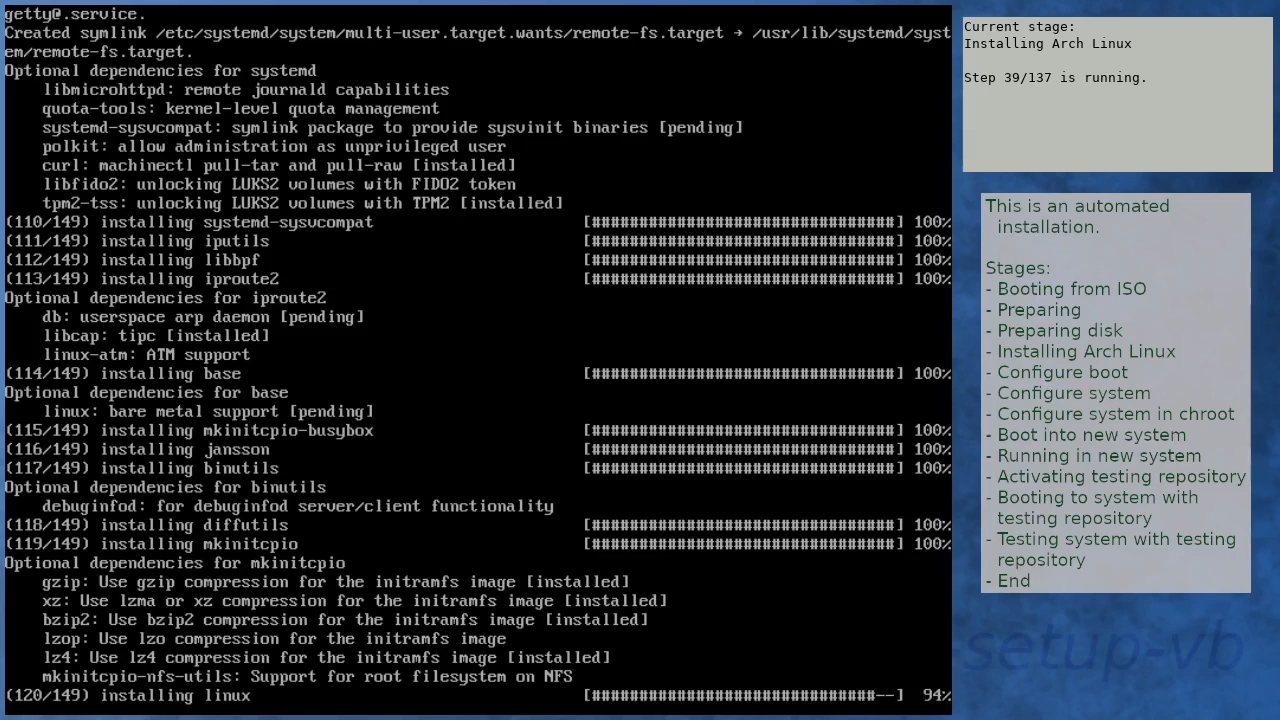 getty@.service.
Created symlink /etc/systemd/system/multi-user.target.wants/remote-fs.target → /usr/lib/systemd/syst
em/remote-fs.target.
Optional dependencies for systemd
    libmicrohttpd: remote journald capabilities
    quota-tools: kernel-level quota management
    systemd-sysvcompat: symlink package to provide sysvinit binaries [pending]
    polkit: allow administration as unprivileged user
    curl: machinectl pull-tar and pull-raw [installed]
    libfido2: unlocking LUKS2 volumes with FIDO2 token
    tpm2-tss: unlocking LUKS2 volumes with TPM2 [installed]
(110/149) installing systemd-sysvcompat [################################] 100%
(111/149) installing iputils [################################] 100%
(112/149) installing libbpf [################################] 100%
(113/149) installing iproute2 [################################] 100%
Optional dependencies for iproute2
    db: userspace arp daemon [pending]
    libcap: tipc [installed]
    linux-atm: ATM support
(114/149) installing base [################################] 100%
Optional dependencies for base
    linux: bare metal support [pending]
(115/149) installing mkinitcpio-busybox [################################] 100%
(116/149) installing jansson [################################] 100%
(117/149) installing binutils [################################] 100%
Optional dependencies for binutils
    debuginfod: for debuginfod server/client functionality
(118/149) installing diffutils [################################] 100%
(119/149) installing mkinitcpio [################################] 100%
Optional dependencies for mkinitcpio
    gzip: Use gzip compression for the initramfs image [installed]
    xz: Use lzma or xz compression for the initramfs image [installed]
    bzip2: Use bzip2 compression for the initramfs image [installed]
    lzop: Use lzo compression for the initramfs image
    lz4: Use lz4 compression for the initramfs image [installed]
    mkinitcpio-nfs-utils: Support for root filesystem on NFS
(120/149) installing linux [##############################--] 94%
Current stage:
Installing Arch Linux
Step 39/137 is running.
This is an automated
installation.
Stages:
- Booting from ISO
- Preparing
- Preparing disk
- Installing Arch Linux
- Configure boot
- Configure system
- Configure system in chroot
- Boot into new system
- Running in new system
- Activating testing repository
- Booting to system with
testing repository
- Testing system with testing
repository
- End
setup-vb